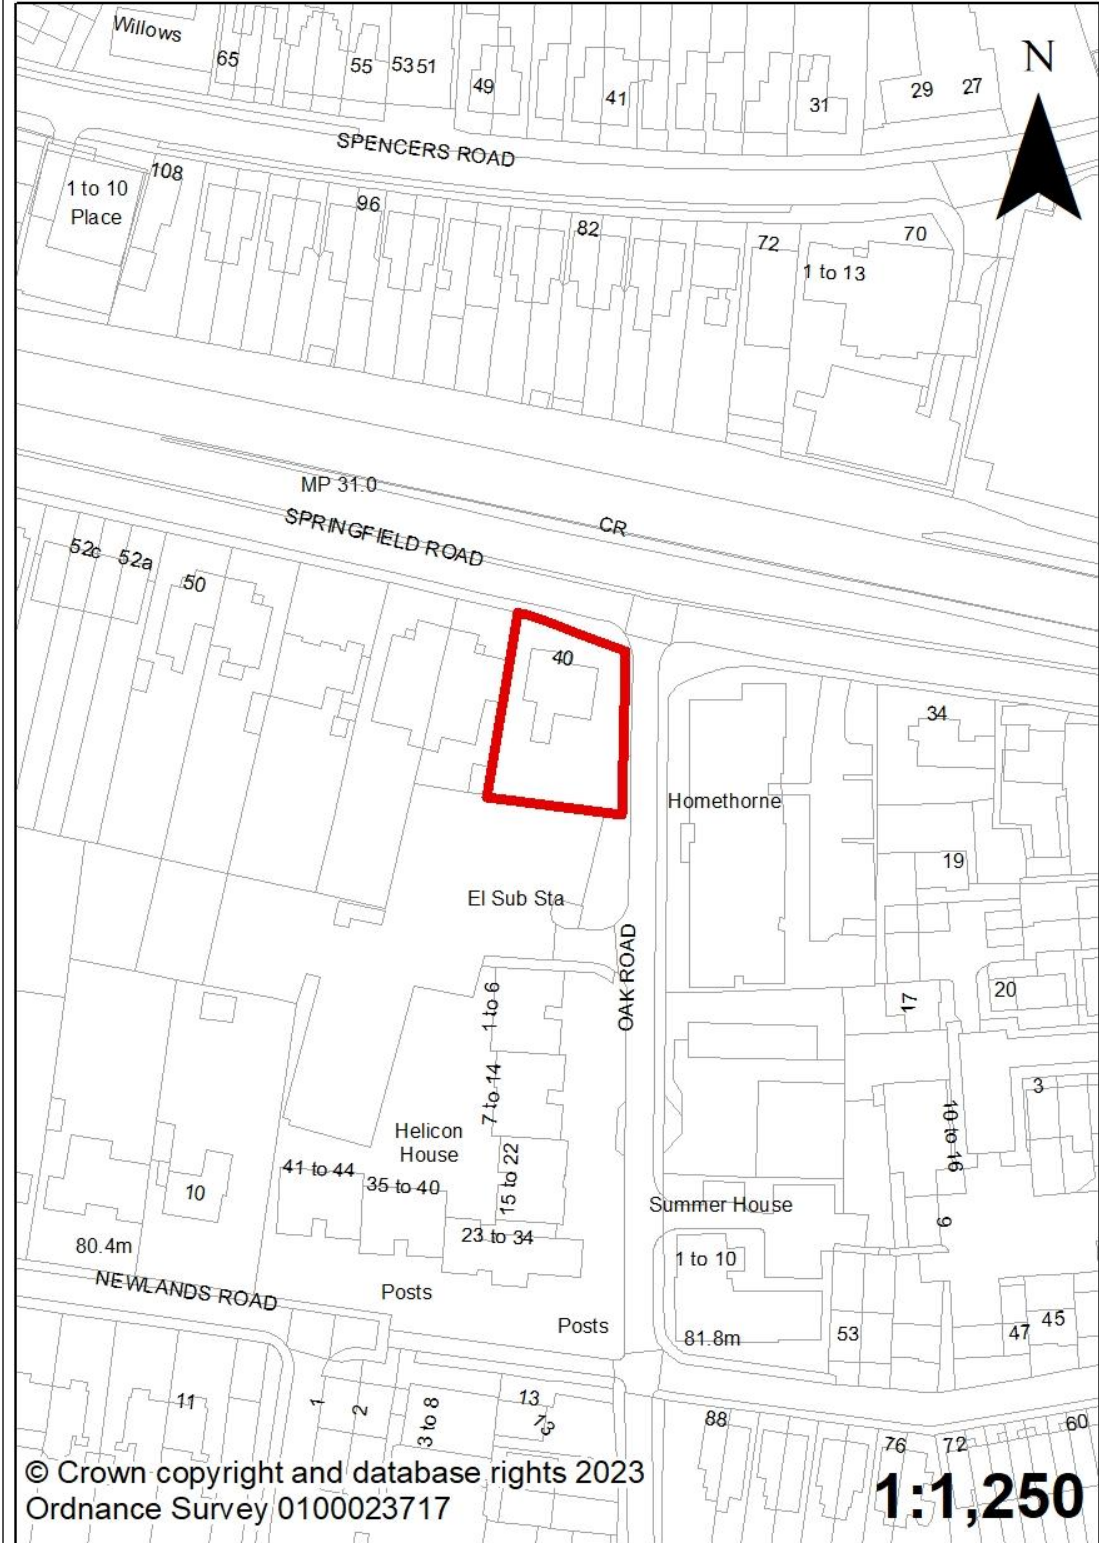 Willows
65
55
53 51
49
41
31
29
27
N
SPENCERS ROAD
1 to 10
Place
108
96
82
72
70
1 to 13
MP 31.0
CR
SPRINGFIELD ROAD
52c
52a
50
40
34
Homethorne
19
El Sub Sta
OAK ROAD
1 to 6
17
20
3
7 to 14
10 to 16
Helicon
House
41 to 44
35 to 40
15 to 22
10
Summer House
9
23 to 34
1 to 10
80.4m
NEWLANDS ROAD
Posts
Posts
81.8m
53
47
45
11
1
2
3 to 8
13
73
88
76
72
60
© Crown copyright and database rights 2023
Ordnance Survey 0100023717
1:1,250